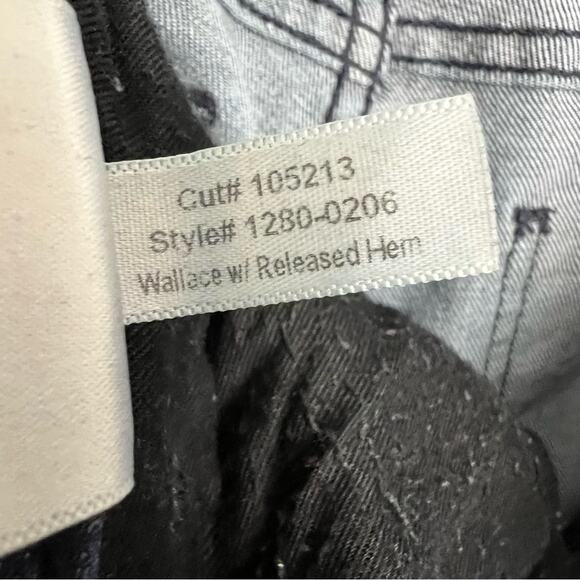 Cut# 105213
Style# 1280-0206
Wallace w/ Released Hem